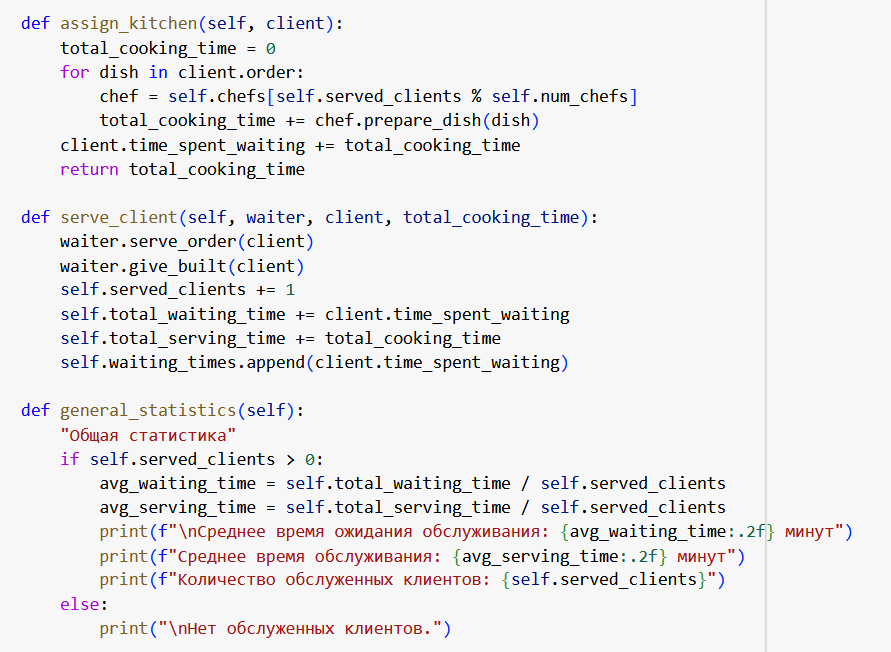 def assign_kitchen(self, client):
    total_cooking_time = 0
    for dish in client.order:
        chef = self.chefs[self.served_clients % self.num_chefs]
        total_cooking_time += chef.prepare_dish(dish)
    client.time_spent_waiting += total_cooking_time
    return total_cooking_time

def serve_client(self, waiter, client, total_cooking_time):
    waiter.serve_order(client)
    waiter.give_built(client)
    self.served_clients += 1
    self.total_waiting_time += client.time_spent_waiting
    self.total_serving_time += total_cooking_time
    self.waiting_times.append(client.time_spent_waiting)

def general_statistics(self):
    "Общая статистика"
    if self.served_clients > 0:
        avg_waiting_time = self.total_waiting_time / self.served_clients
        avg_serving_time = self.total_serving_time / self.served_clients
        print(f"\nСреднее время ожидания обслуживания: {avg_waiting_time:.2f} минут")
        print(f"Среднее время обслуживания: {avg_serving_time:.2f} минут")
        print(f"Количество обслуженных клиентов: {self.served_clients}")
    else:
        print("\nНет обслуженных клиентов.")